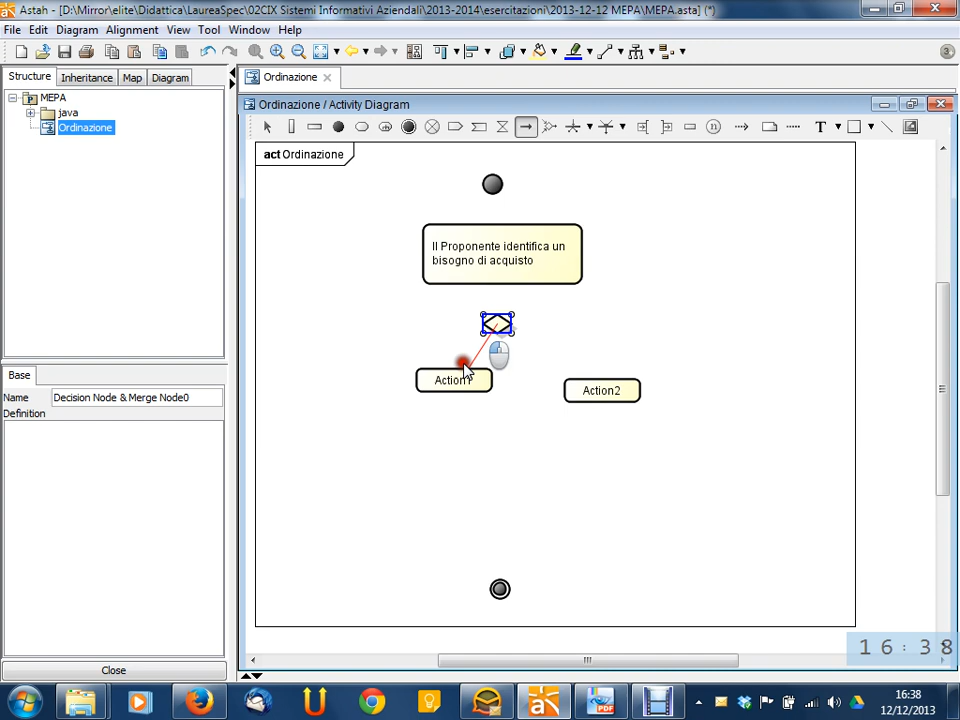 Astah - [D:\Mirror\elite\Didattica\LaureaSpec\02CIX Sistemi Informativi Aziendali\2013-2014\esercitazioni\2013-12-12 MEPA\MEPA.asta] (*)
File Edit Diagram Alignment View Tool Window Help
3
Structure Inheritance Map Diagram
Ordinazione
MEPA
java
Ordinazione
Ordinazione / Activity Diagram
n T
act Ordinazione
Il Proponente identifica un
bisogno di acquisto
Action1
Action2
Base
Name Decision Node & Merge Node0
Definition
Close
16:38
PDF
16:38
12/12/2013